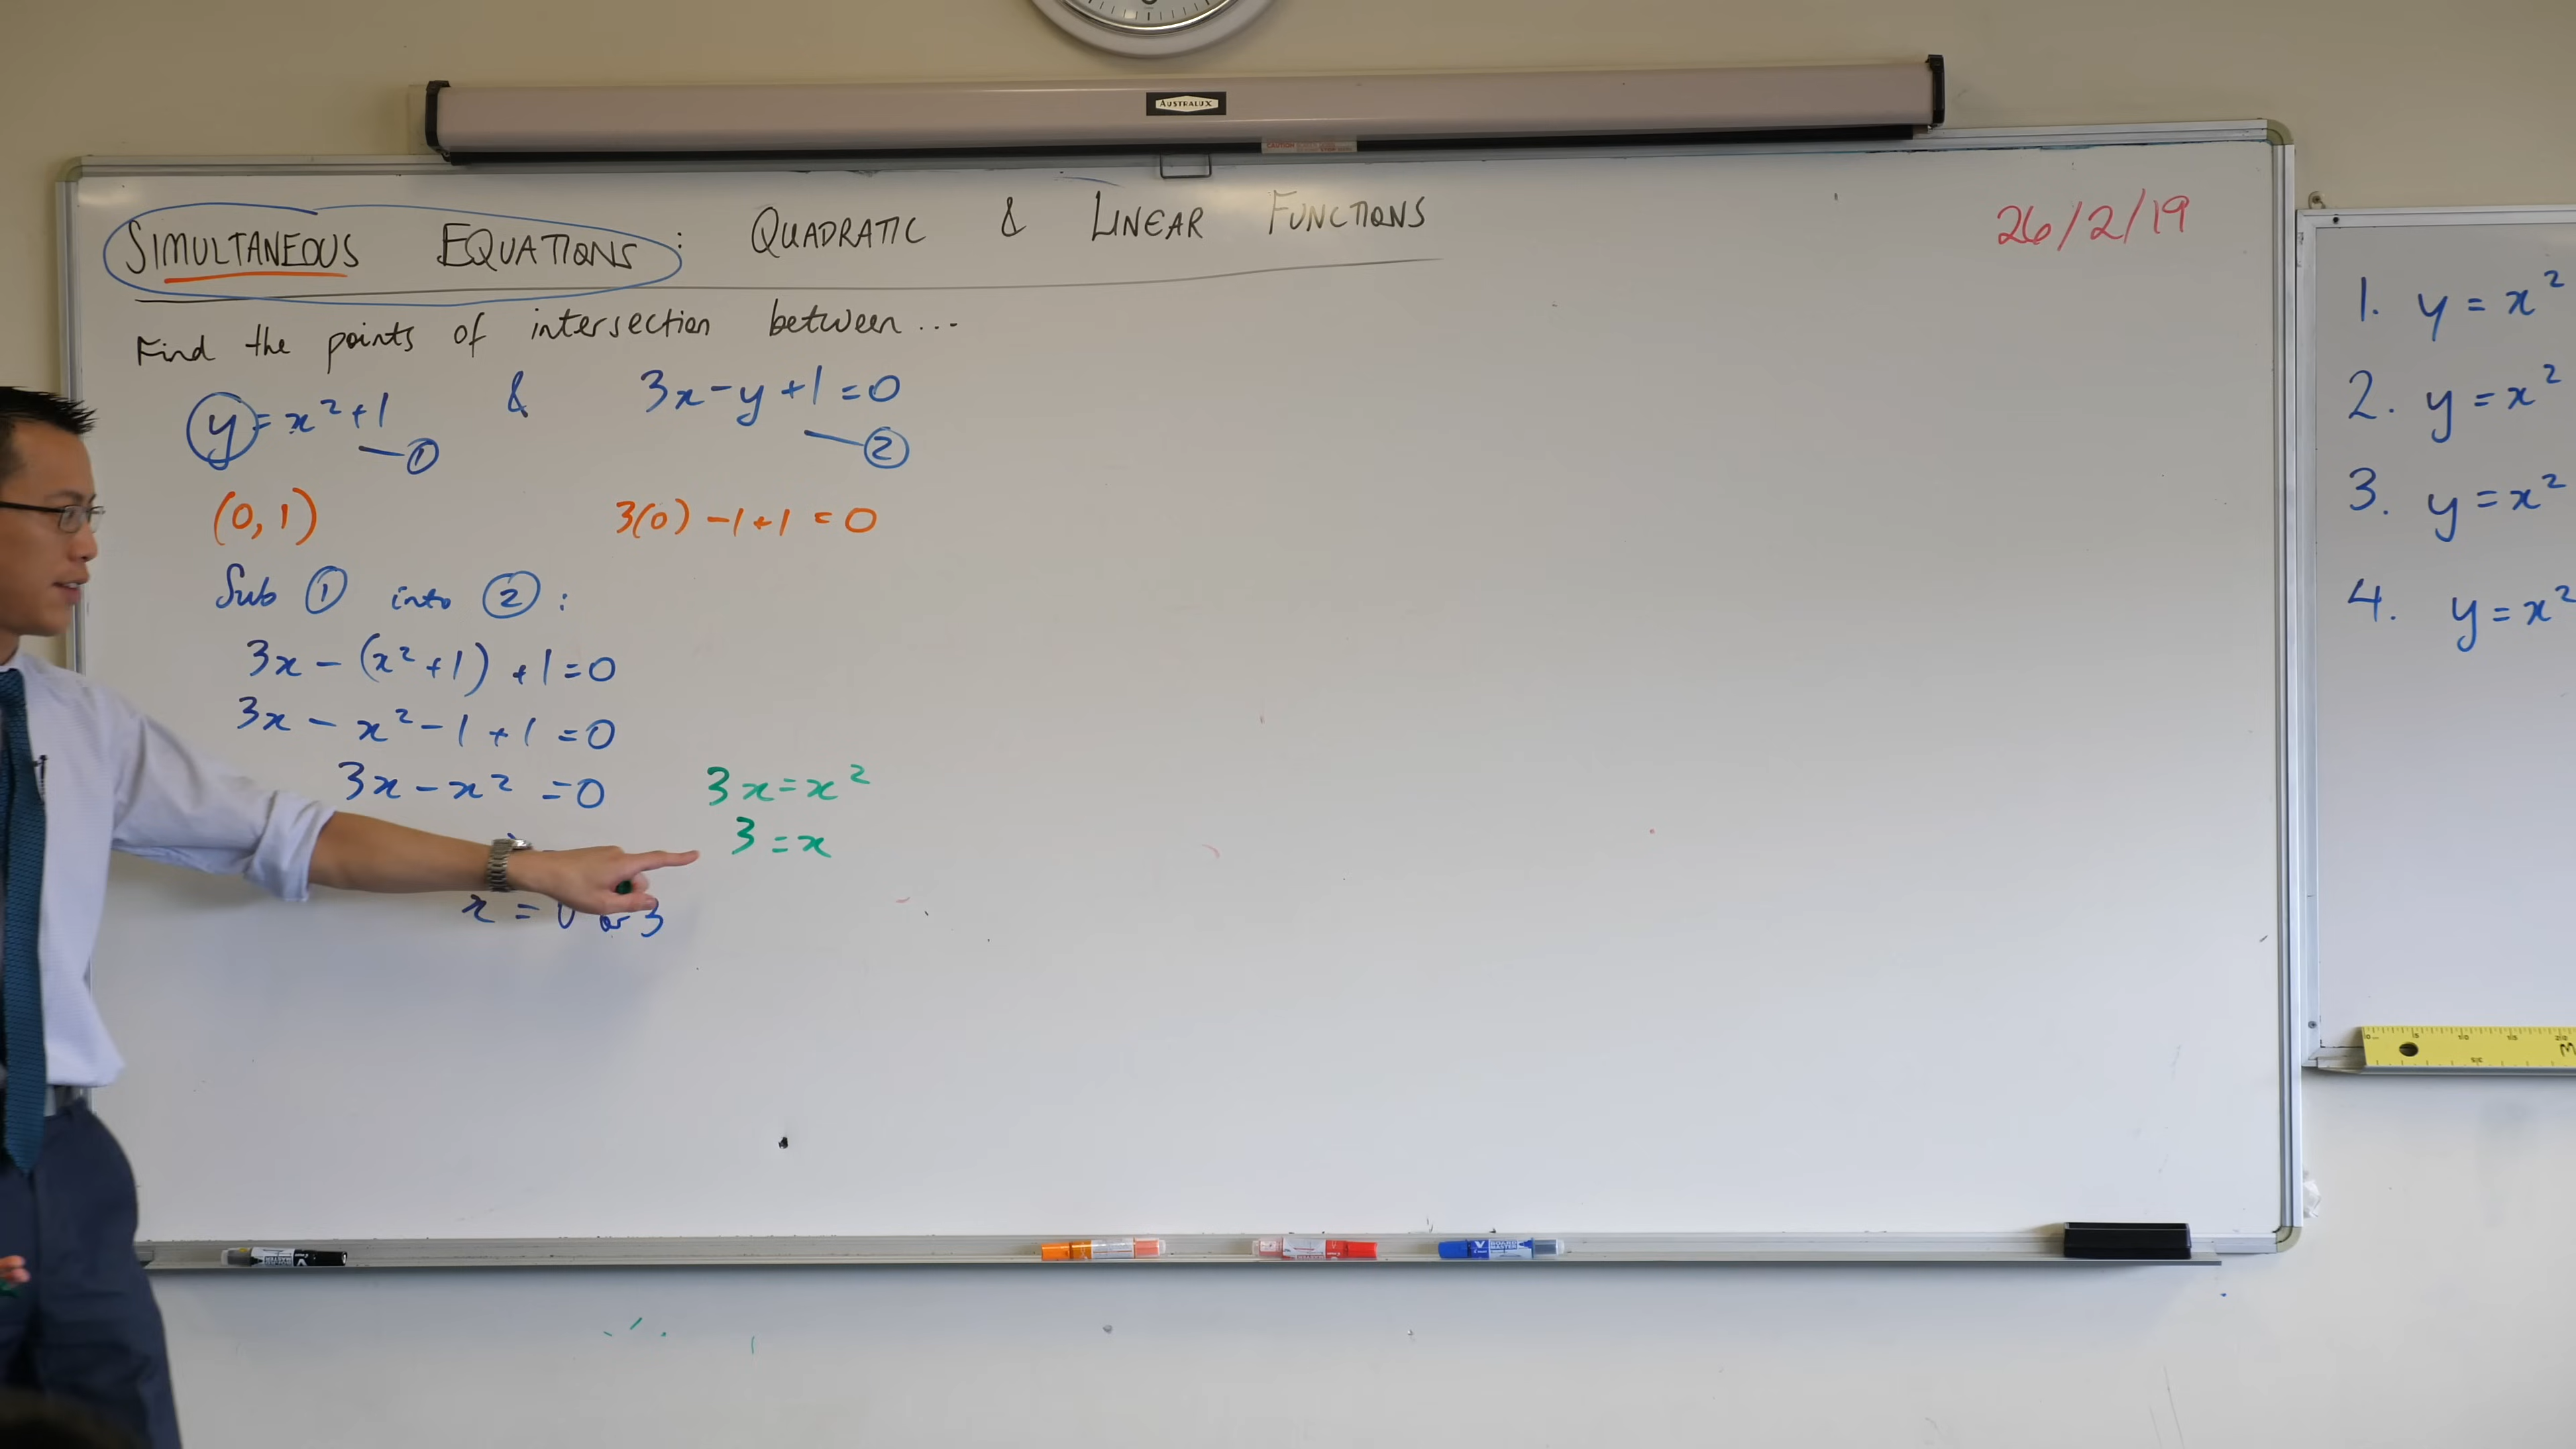 AUSTRALUX
SIMULTANEOUS EQUATIONS: QUADRATIC & LINEAR FUNCTIONS
26/2/19
Find the points of intersection between...
y = x² + 1 & 3x - y + 1 = 0
— ① — ②
(0, 1) 3(0) - 1 + 1 = 0
Sub ① into ② :
3x - (x² + 1) + 1 = 0
3x - x² - 1 + 1 = 0
3x - x² = 0 3x = x²
3 = x
x = 0 or 3
1. y = x²
2. y = x²
3. y = x²
4. y = x²